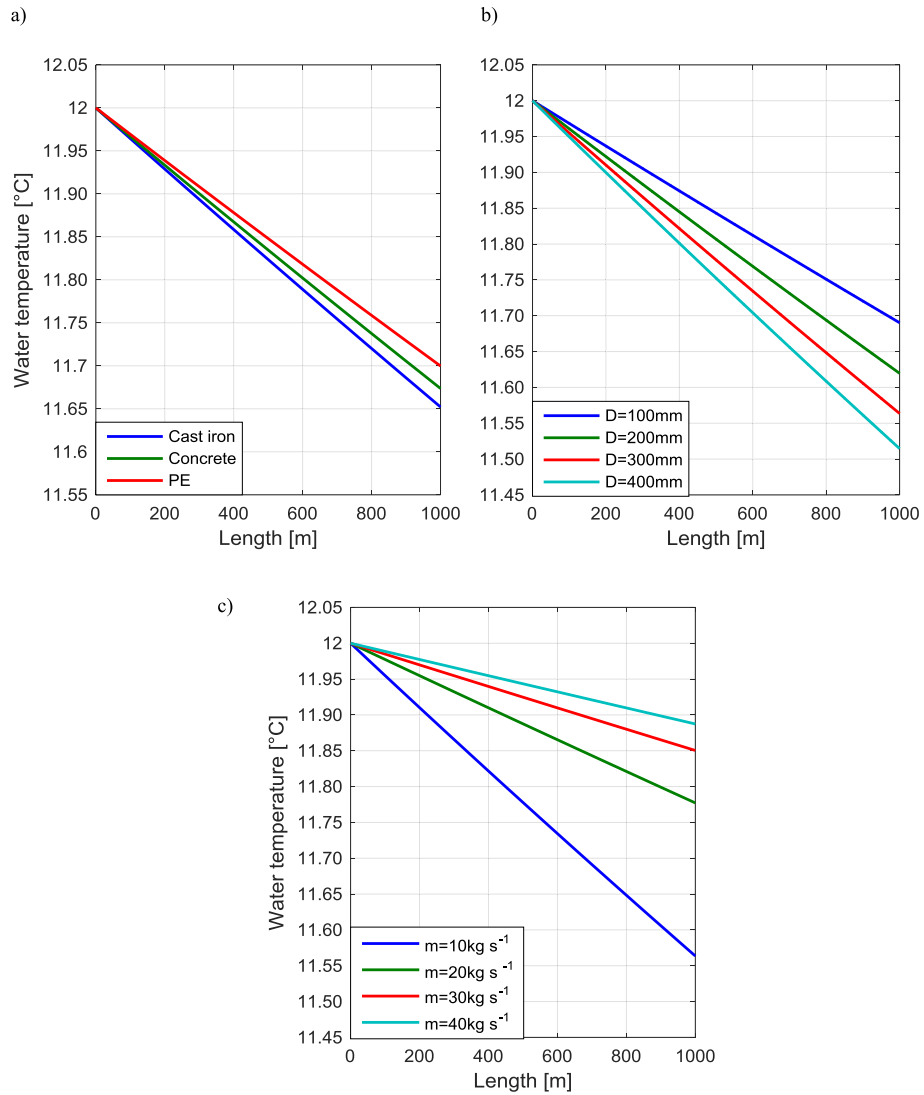 a)
12.05
12
11.95
11.90
11.85
11.80
11.75
11.7
11.65
11.6
11.55
0
200
400
600
800
1000
Water temperature [°C]
Length [m]
Cast iron
Concrete
PE
b)
12.05
12
11.95
11.90
11.85
11.80
11.75
11.70
11.65
11.60
11.55
11.50
11.45
0
200
400
600
800
1000
Length [m]
D=100mm
D=200mm
D=300mm
D=400mm
c)
12.05
12
11.95
11.90
11.85
11.80
11.75
11.70
11.65
11.60
11.55
11.50
11.45
0
200
400
600
800
1000
Water temperature [°C]
Length [m]
m=10kg s⁻¹
m=20kg s⁻¹
m=30kg s⁻¹
m=40kg s⁻¹